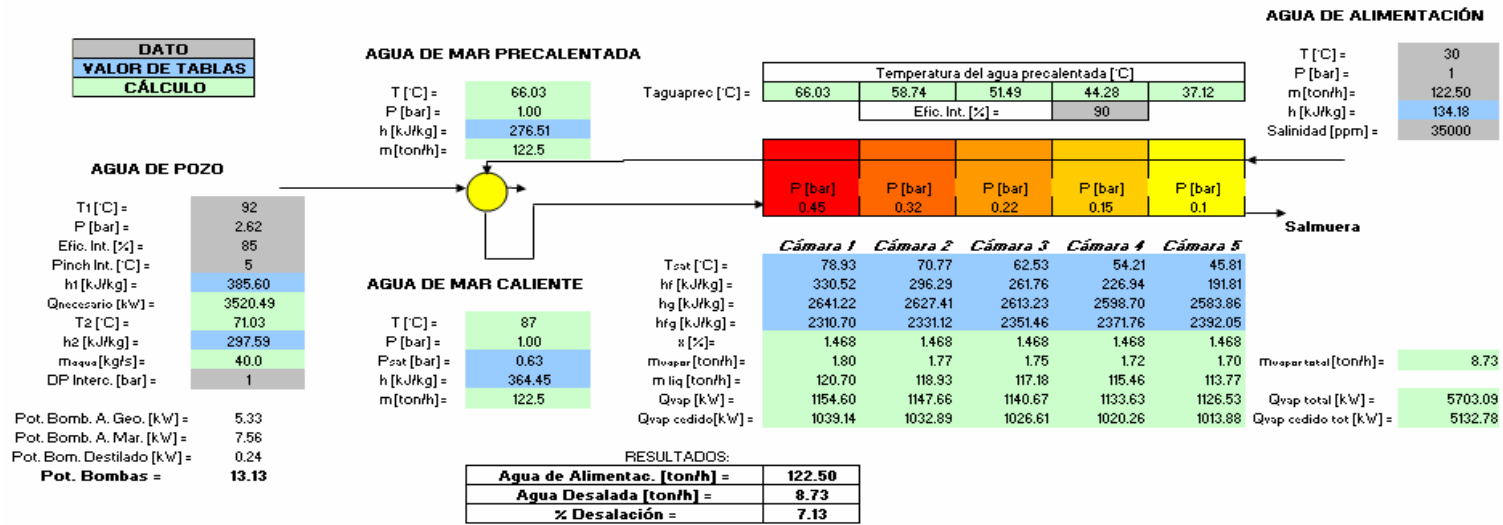 AGUA DE ALIMENTACIÓN
T [°C] = 30
P [bar] = 1
m[ton/h] = 122.50
h [kJ/kg] = 134.18
Salinidad [ppm] = 35000
DATO
VALOR DE TABLAS
CÁLCULO
AGUA DE MAR PRECALENTADA
T [°C] = 66.03
P [bar] = 1.00
h [kJ/kg] = 276.51
m[ton/h] = 122.5
Temperatura del agua precalentada [°C]
Taguaprec [°C] = 66.03 58.74 51.49 44.28 37.12
Efic. Int. [%] = 90
AGUA DE POZO
T1 [°C] = 92
P [bar] = 2.62
Efic. Int. [%] = 85
Pinch Int. [°C] = 5
h1 [kJ/kg] = 385.60
Qnecesario [kW] = 3520.49
T2 [°C] = 71.03
h2 [kJ/kg] = 297.59
magua[kg/s] = 40.0
DP Interc. [bar] = 1
Pot. Bomb. A. Geo. [kW] = 5.33
Pot. Bomb. A. Mar. [kW] = 7.56
Pot. Bom. Destilado [kW] = 0.24
Pot. Bombas = 13.13
P [bar] P [bar] P [bar] P [bar] P [bar]
0.45 0.32 0.22 0.15 0.1
Salmuera
AGUA DE MAR CALIENTE
T [°C] = 87
P [bar] = 1.00
Psat [bar] = 0.63
h [kJ/kg] = 364.45
m[ton/h] = 122.5
Cámara 1 Cámara 2 Cámara 3 Cámara 4 Cámara 5
Tsat [°C] = 78.93 70.77 62.53 54.21 45.81
hf [kJ/kg] = 330.52 296.29 261.76 226.94 191.81
hg [kJ/kg] = 2641.22 2627.41 2613.23 2598.70 2583.86
hfg [kJ/kg] = 2310.70 2331.12 2351.46 2371.76 2392.05
x [%]= 1.468 1.468 1.468 1.468 1.468
mvapor [ton/h] = 1.80 1.77 1.75 1.72 1.70
m liq [ton/h] = 120.70 118.93 117.18 115.46 113.77
Qvap [kW] = 1154.60 1147.66 1140.67 1133.63 1126.53
Qvap cedido[kW] = 1039.14 1032.89 1026.61 1020.26 1013.88
mvapor total [ton/h] = 8.73
Qvap total [kW] = 5703.09
Qvap cedido tot [kW] = 5132.78
RESULTADOS:
Agua de Alimentac. [ton/h] = 122.50
Agua Desalada [ton/h] = 8.73
% Desalación = 7.13